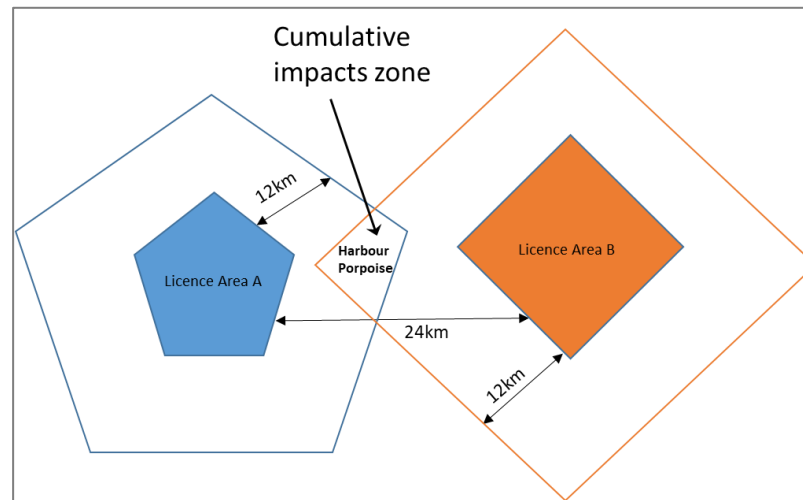 Cumulative
impacts zone
12km
Harbour
Porpoise
Licence Area A
Licence Area B
24km
12km